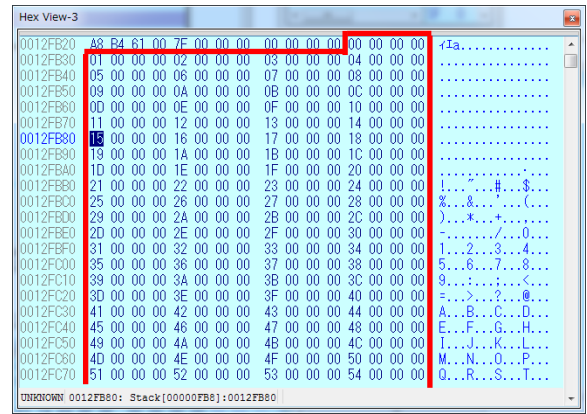 Hex View-3
0012FB20 A8 B4 61 00 7F 00 00 00 00 00 00 00 00 00 00 00 ィエa.............
0012FB30 01 00 00 00 02 00 00 00 03 00 00 00 04 00 00 00 ................
0012FB40 05 00 00 00 06 00 00 00 07 00 00 00 08 00 00 00 ................
0012FB50 09 00 00 00 0A 00 00 00 0B 00 00 00 0C 00 00 00 ................
0012FB60 0D 00 00 00 0E 00 00 00 0F 00 00 00 10 00 00 00 ................
0012FB70 11 00 00 00 12 00 00 00 13 00 00 00 14 00 00 00 ................
0012FB80 15 00 00 00 16 00 00 00 17 00 00 00 18 00 00 00 ................
0012FB90 19 00 00 00 1A 00 00 00 1B 00 00 00 1C 00 00 00 ................
0012FBA0 1D 00 00 00 1E 00 00 00 1F 00 00 00 20 00 00 00 ............ ...
0012FBB0 21 00 00 00 22 00 00 00 23 00 00 00 24 00 00 00 !..."...#...$...
0012FBC0 25 00 00 00 26 00 00 00 27 00 00 00 28 00 00 00 %...&...'...(...
0012FBD0 29 00 00 00 2A 00 00 00 2B 00 00 00 2C 00 00 00 )...*...+...,...
0012FBE0 2D 00 00 00 2E 00 00 00 2F 00 00 00 30 00 00 00 -......./...0...
0012FBF0 31 00 00 00 32 00 00 00 33 00 00 00 34 00 00 00 1...2...3...4...
0012FC00 35 00 00 00 36 00 00 00 37 00 00 00 38 00 00 00 5...6...7...8...
0012FC10 39 00 00 00 3A 00 00 00 3B 00 00 00 3C 00 00 00 9...:...;...<...
0012FC20 3D 00 00 00 3E 00 00 00 3F 00 00 00 40 00 00 00 =...>...?...@...
0012FC30 41 00 00 00 42 00 00 00 43 00 00 00 44 00 00 00 A...B...C...D...
0012FC40 45 00 00 00 46 00 00 00 47 00 00 00 48 00 00 00 E...F...G...H...
0012FC50 49 00 00 00 4A 00 00 00 4B 00 00 00 4C 00 00 00 I...J...K...L...
0012FC60 4D 00 00 00 4E 00 00 00 4F 00 00 00 50 00 00 00 M...N...O...P...
0012FC70 51 00 00 00 52 00 00 00 53 00 00 00 54 00 00 00 Q...R...S...T...
UNKNOWN 0012FB80: Stack[00000FB8]:0012FB80